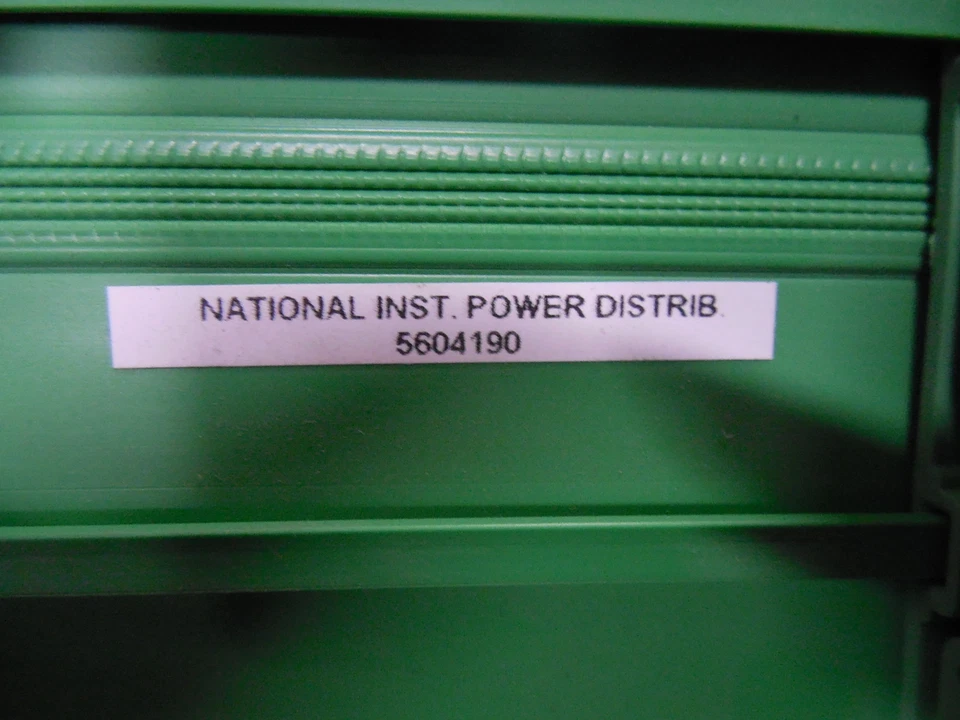 NATIONAL INST. POWER DISTRIB.
5604190